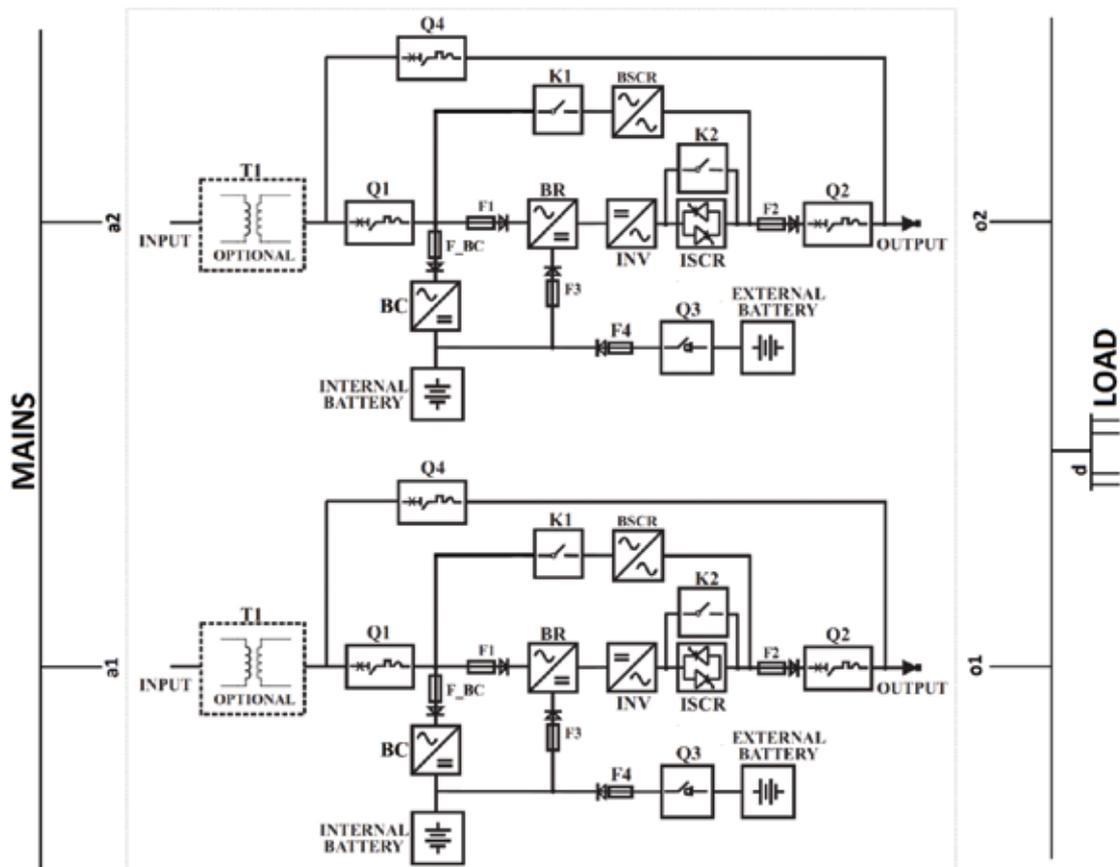 Q4
K1
BSCR
T1
K2
Q1
F1
BR
F2
Q2
a2
o2
INPUT
OPTIONAL
F_BC
INV
ISCR
OUTPUT
BC
F3
EXTERNAL
BATTERY
F4
Q3
INTERNAL
BATTERY
MAINS
LOAD
d
Q4
K1
BSCR
T1
K2
Q1
F1
BR
F2
Q2
a1
o1
INPUT
OPTIONAL
F_BC
INV
ISCR
OUTPUT
BC
F3
EXTERNAL
BATTERY
F4
Q3
INTERNAL
BATTERY